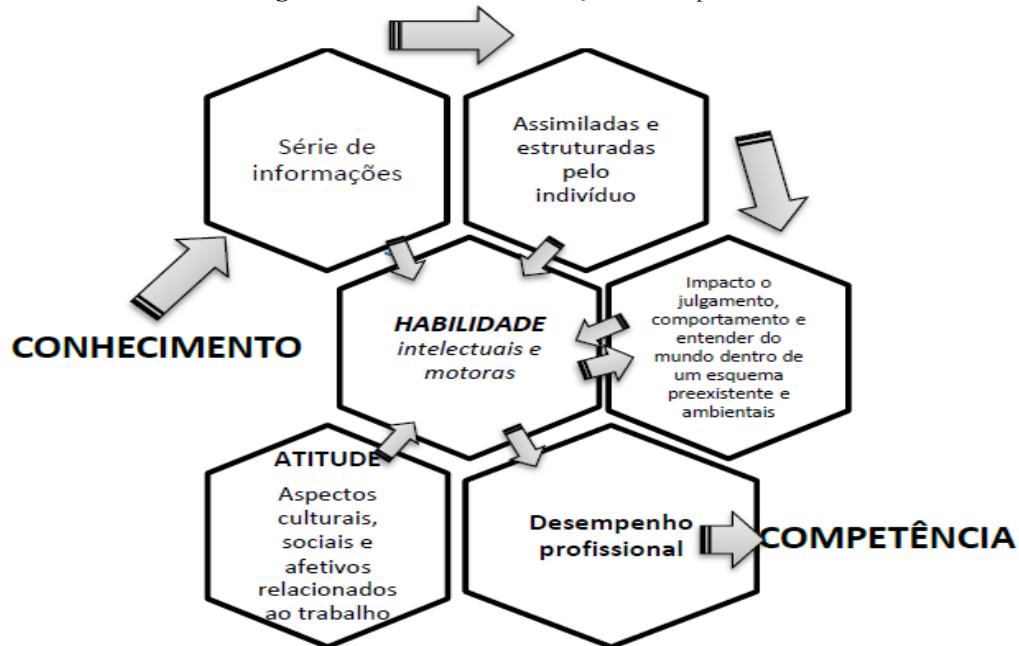 Série de
informações
Assimiladas e
estruturadas
pelo
indivíduo
CONHECIMENTO
HABILIDADE
intelectuais e
motoras
Impacto o
julgamento,
comportamento e
entender do
mundo dentro de
um esquema
preexistente e
ambientais
ATITUDE
Aspectos
culturais,
sociais e
afetivos
relacionados
ao trabalho
Desempenho
profissional
COMPETÊNCIA